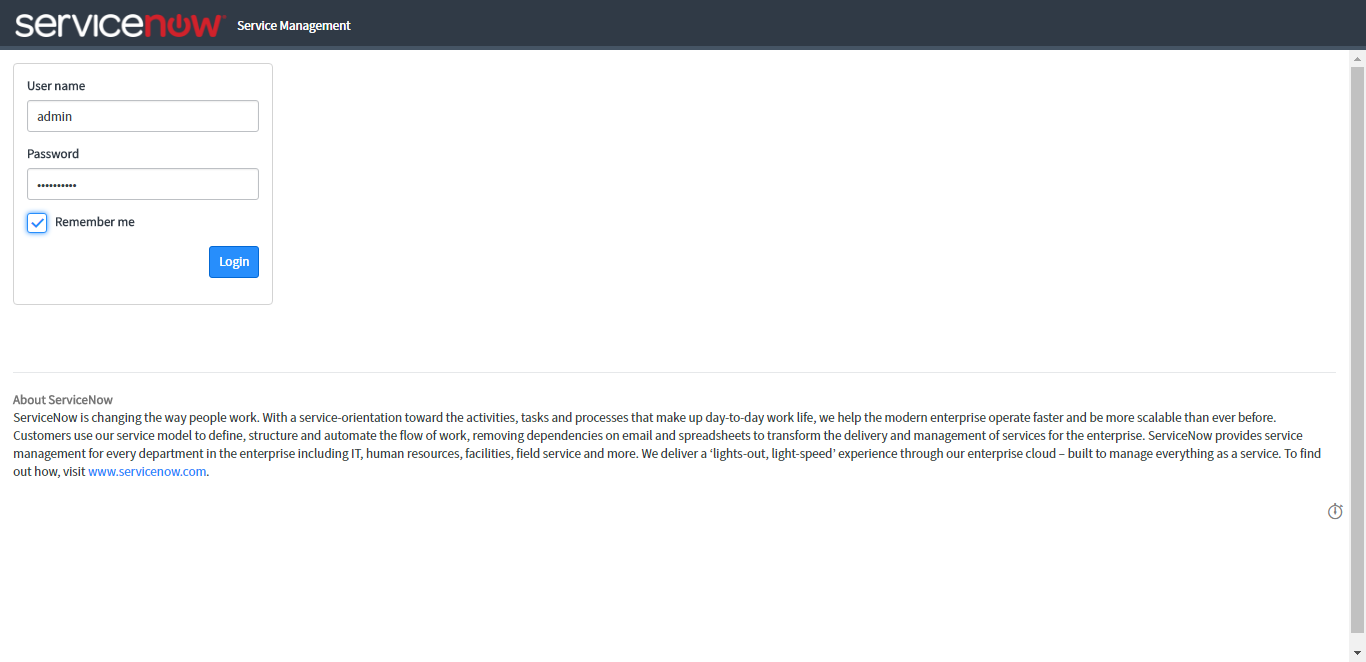 servicenow Service Management
User name
admin
Password
••••••••••
Remember me
Login
About ServiceNow
ServiceNow is changing the way people work. With a service-orientation toward the activities, tasks and processes that make up day-to-day work life, we help the modern enterprise operate faster and be more scalable than ever before.
Customers use our service model to define, structure and automate the flow of work, removing dependencies on email and spreadsheets to transform the delivery and management of services for the enterprise. ServiceNow provides service
management for every department in the enterprise including IT, human resources, facilities, field service and more. We deliver a ‘lights-out, light-speed’ experience through our enterprise cloud – built to manage everything as a service. To find
out how, visit www.servicenow.com.